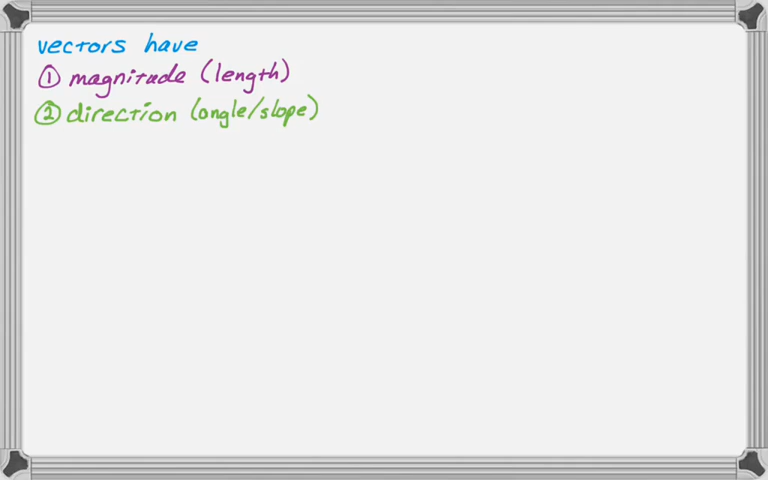 vectors have
① magnitude (length)
② direction (angle/slope)